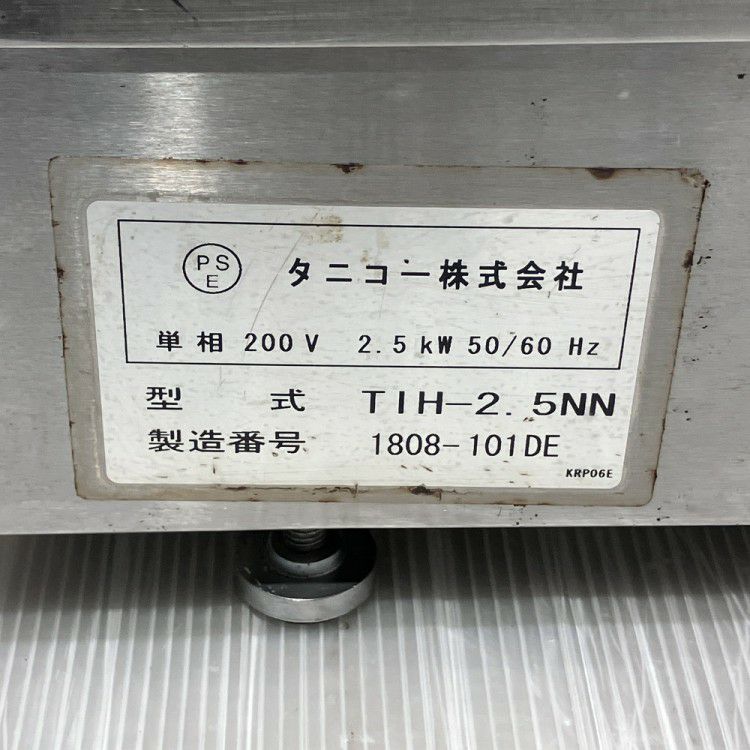 PS
E
タニコー株式会社
単相 200V 2.5kW 50/60 Hz
型式 TIH-2.5NN
製造番号 1808-101DE
KRP06E